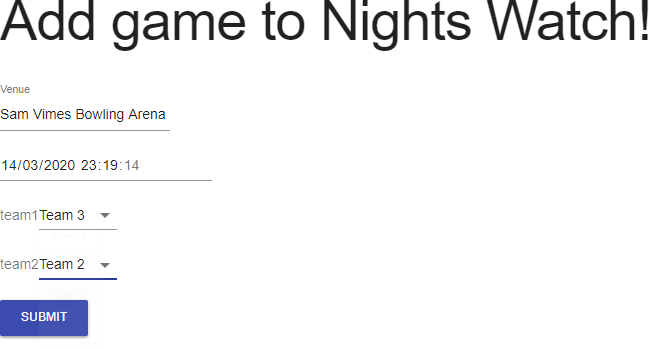 Add game to Nights Watch!
Venue
Sam Vimes Bowling Arena
14/03/2020 23:19:14
team1 Team 3
team2 Team 2
SUBMIT